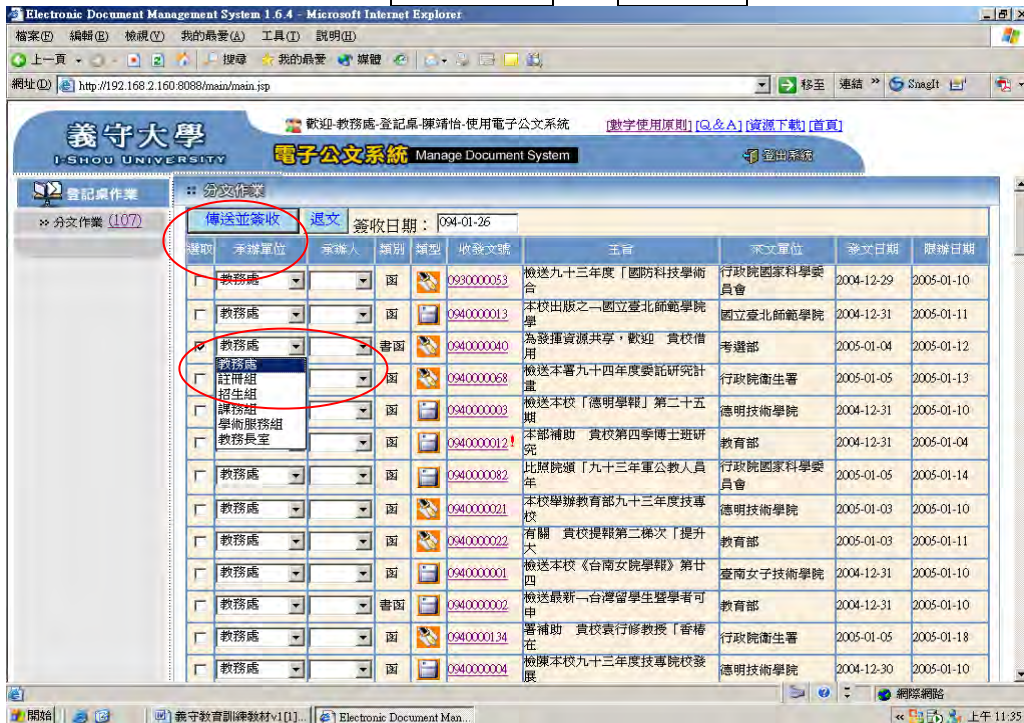 Electronic Document Management System 1.6.4 - Microsoft Internet Explorer
檔案(F) 編輯(E) 檢視(V) 我的最愛(A) 工具(T) 說明(H)
上一頁 搜尋 我的最愛 媒體
網址(D) http://192.168.2.160:8088/main/main.jsp 移至 連結 » SnagIt
義守大學
I-SHOU UNIVERSITY
歡迎-教務處-登記桌-陳靖怡-使用電子公文系統 [數字使用原則] [Q&A] [資源下載] [首頁]
電子公文系統 Manage Document System 登出系統
登記桌作業
» 分文作業 (107)
:: 分文作業
傳送並簽收 退文 簽收日期： 094-01-26
選取 承辦單位 承辦人 類別 類型 收發文號 主旨 來文單位 發文日期 限辦日期
教務處 函 0930000053 檢送九十三年度「國防科技學術合 行政院國家科學委員會 2004-12-29 2005-01-10
教務處 函 0940000013 本校出版之一國立臺北師範學院學 國立臺北師範學院 2004-12-31 2005-01-11
教務處 書函 0940000040 為發揮資源共享，歡迎 貴校借用 考選部 2005-01-04 2005-01-12
教務處
註冊組
招生組
課務組
學術服務組
教務長室
函 0940000068 檢送本署九十四年度委託研究計畫 行政院衛生署 2005-01-05 2005-01-13
函 0940000003 檢送本校「德明學報」第二十五期 德明技術學院 2004-12-31 2005-01-10
函 0940000012! 本部補助 貴校第四季博士班研究 教育部 2004-12-31 2005-01-04
教務處 函 0940000082 比照院頒「九十三年軍公教人員年 行政院國家科學委員會 2005-01-05 2005-01-14
教務處 函 0940000021 本校舉辦教育部九十三年度技專校 德明技術學院 2005-01-03 2005-01-10
教務處 函 0940000022 有關 貴校提報第二梯次「提升大 教育部 2005-01-03 2005-01-11
教務處 函 0940000001 檢送本校《台南女院學報》第廿四 臺南女子技術學院 2004-12-31 2005-01-10
教務處 書函 0940000002 檢送最新一台灣留學生暨學者可申 教育部 2004-12-31 2005-01-10
教務處 函 0940000134 署補助 貴校袁行修教授「香椿在 行政院衛生署 2005-01-05 2005-01-18
教務處 函 0940000004 檢陳本校九十三年度技專院校發展 德明技術學院 2004-12-30 2005-01-10
網際網路
開始 義守教育訓練教材v1[1]... Electronic Document Man... « 上午 11:35